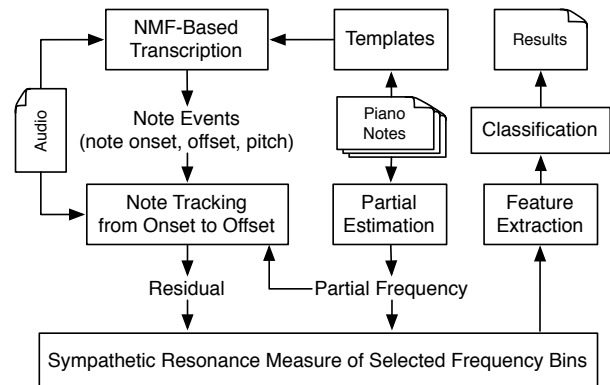 NMF-Based
Transcription
Templates
Results
Audio
Note Events
(note onset, offset, pitch)
Piano
Notes
Classification
Note Tracking
from Onset to Offset
Partial
Estimation
Feature
Extraction
Residual
Partial Frequency
Sympathetic Resonance Measure of Selected Frequency Bins